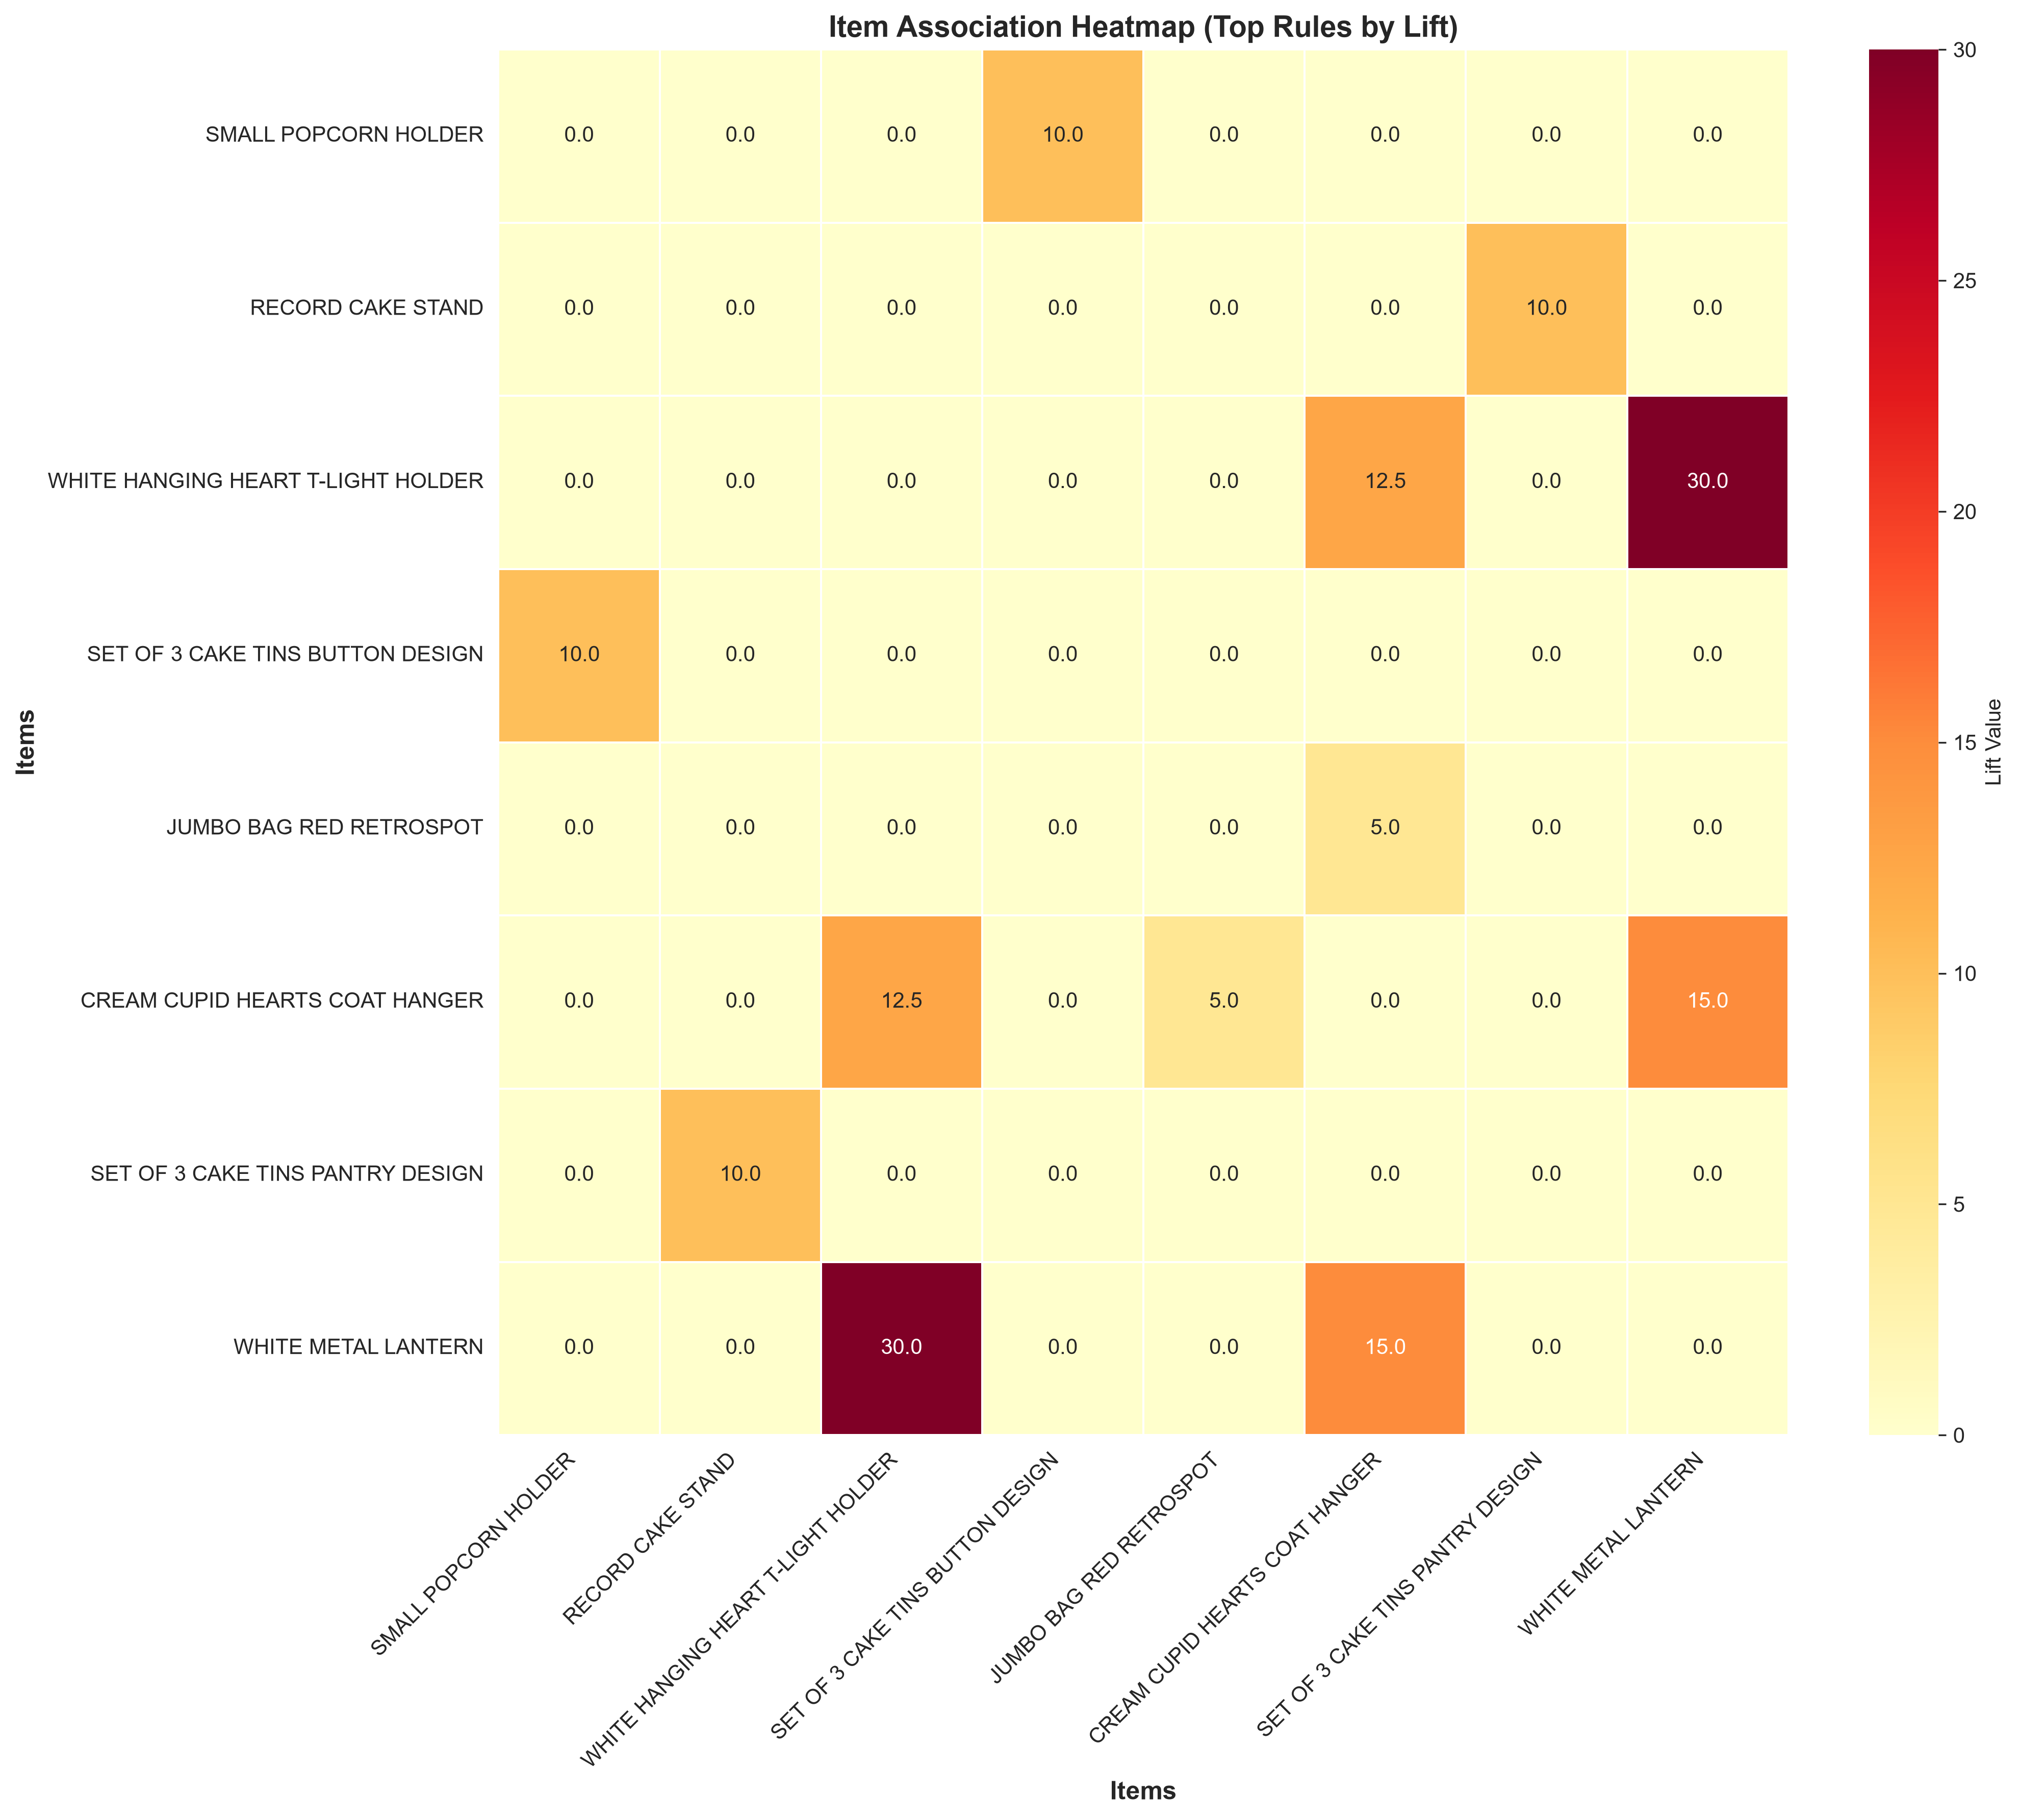 Item Association Heatmap (Top Rules by Lift)
SMALL POPCORN HOLDER 0.0 0.0 0.0 10.0 0.0 0.0 0.0 0.0
RECORD CAKE STAND 0.0 0.0 0.0 0.0 0.0 0.0 10.0 0.0
WHITE HANGING HEART T-LIGHT HOLDER 0.0 0.0 0.0 0.0 0.0 12.5 0.0 30.0
SET OF 3 CAKE TINS BUTTON DESIGN 10.0 0.0 0.0 0.0 0.0 0.0 0.0 0.0
JUMBO BAG RED RETROSPOT 0.0 0.0 0.0 0.0 0.0 5.0 0.0 0.0
CREAM CUPID HEARTS COAT HANGER 0.0 0.0 12.5 0.0 5.0 0.0 0.0 15.0
SET OF 3 CAKE TINS PANTRY DESIGN 0.0 10.0 0.0 0.0 0.0 0.0 0.0 0.0
WHITE METAL LANTERN 0.0 0.0 30.0 0.0 0.0 15.0 0.0 0.0
Items
SMALL POPCORN HOLDER
RECORD CAKE STAND
WHITE HANGING HEART T-LIGHT HOLDER
SET OF 3 CAKE TINS BUTTON DESIGN
JUMBO BAG RED RETROSPOT
CREAM CUPID HEARTS COAT HANGER
SET OF 3 CAKE TINS PANTRY DESIGN
WHITE METAL LANTERN
Items
30
25
20
15
10
5
0
Lift Value